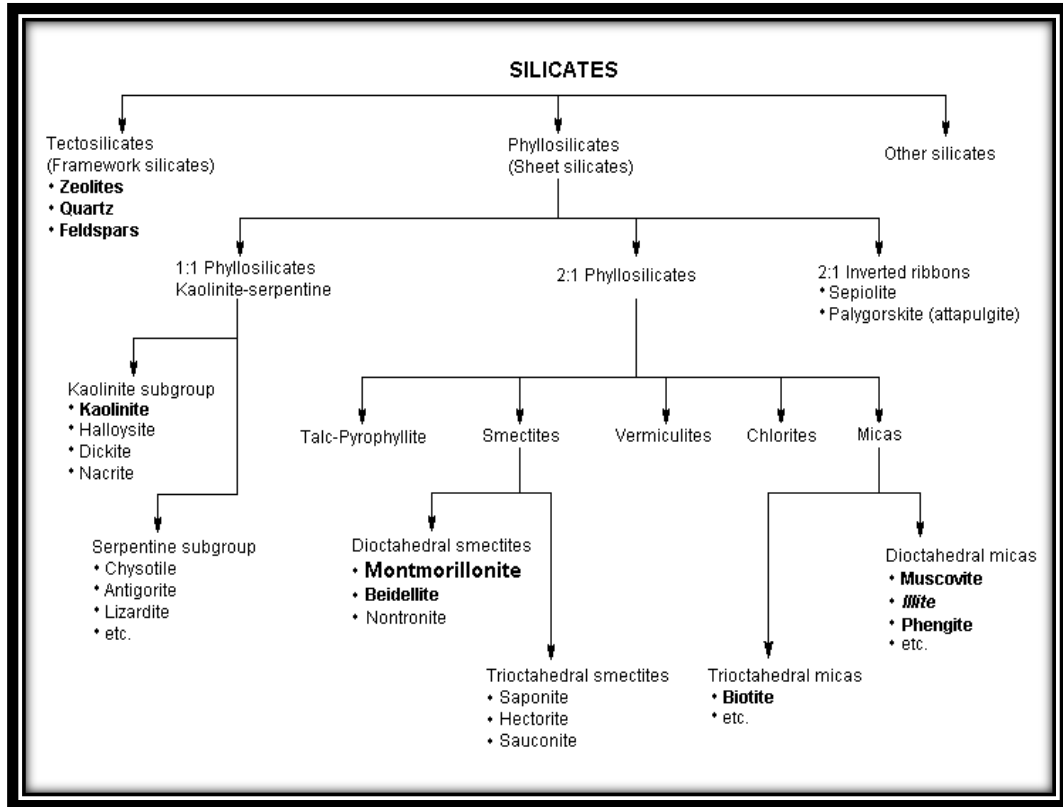 SILICATES
Tectosilicates
(Framework silicates)
• Zeolites
• Quartz
• Feldspars
Phyllosilicates
(Sheet silicates)
Other silicates
1:1 Phyllosilicates
Kaolinite-serpentine
2:1 Phyllosilicates
2:1 Inverted ribbons
• Sepiolite
• Palygorskite (attapulgite)
Kaolinite subgroup
• Kaolinite
• Halloysite
• Dickite
• Nacrite
Talc-Pyrophyllite
Smectites
Vermiculites
Chlorites
Micas
Serpentine subgroup
• Chysotile
• Antigorite
• Lizardite
• etc.
Dioctahedral smectites
• Montmorillonite
• Beidellite
• Nontronite
Trioctahedral smectites
• Saponite
• Hectorite
• Sauconite
Trioctahedral micas
• Biotite
• etc.
Dioctahedral micas
• Muscovite
• Illite
• Phengite
• etc.